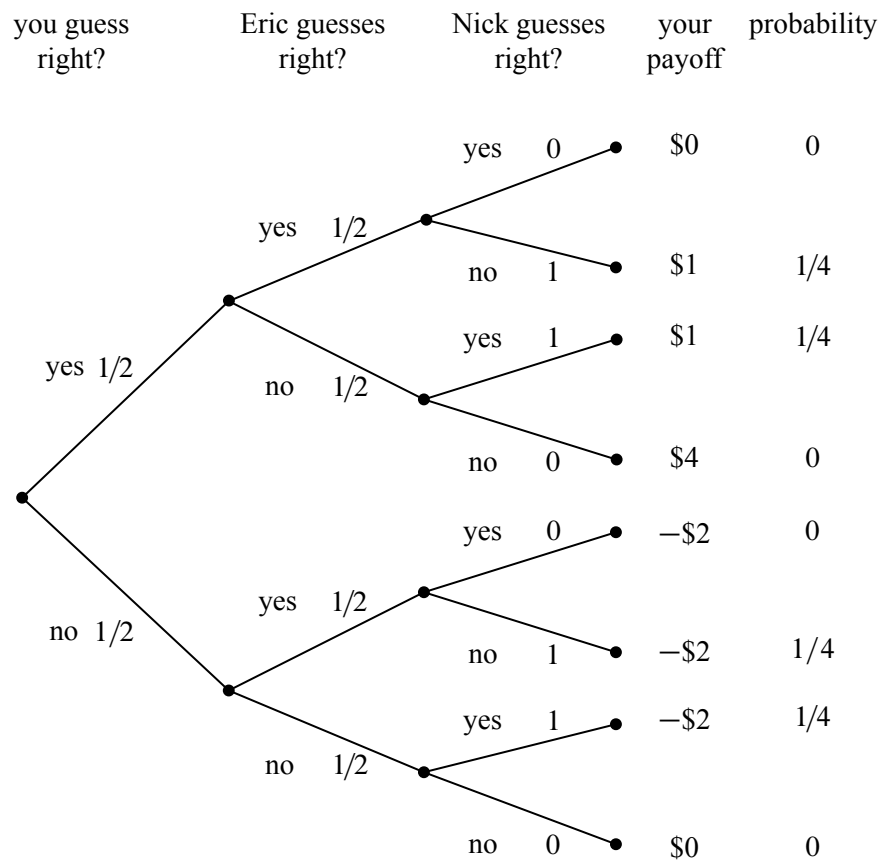 you guess right?
Eric guesses right?
Nick guesses right?
your payoff
probability
yes 0 $0 0
yes 1/2
no 1 $1 1/4
yes 1 $1 1/4
yes 1/2
no 1/2
no 0 $4 0
yes 0 −$2 0
yes 1/2
no 1/2
no 1 −$2 1/4
yes 1 −$2 1/4
no 1/2
no 0 $0 0